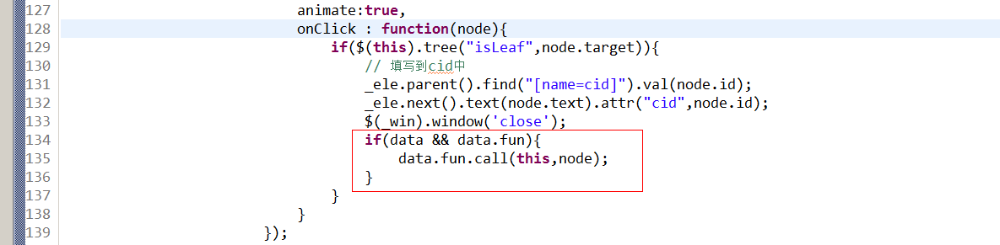 127 animate:true,
128 onClick : function(node){
129 if($(this).tree("isLeaf",node.target)){
130 // 填写到cid中
131 _ele.parent().find("[name=cid]").val(node.id);
132 _ele.next().text(node.text).attr("cid",node.id);
133 $(_win).window('close');
134 if(data && data.fun){
135 data.fun.call(this,node);
136 }
137 }
138 }
139 });